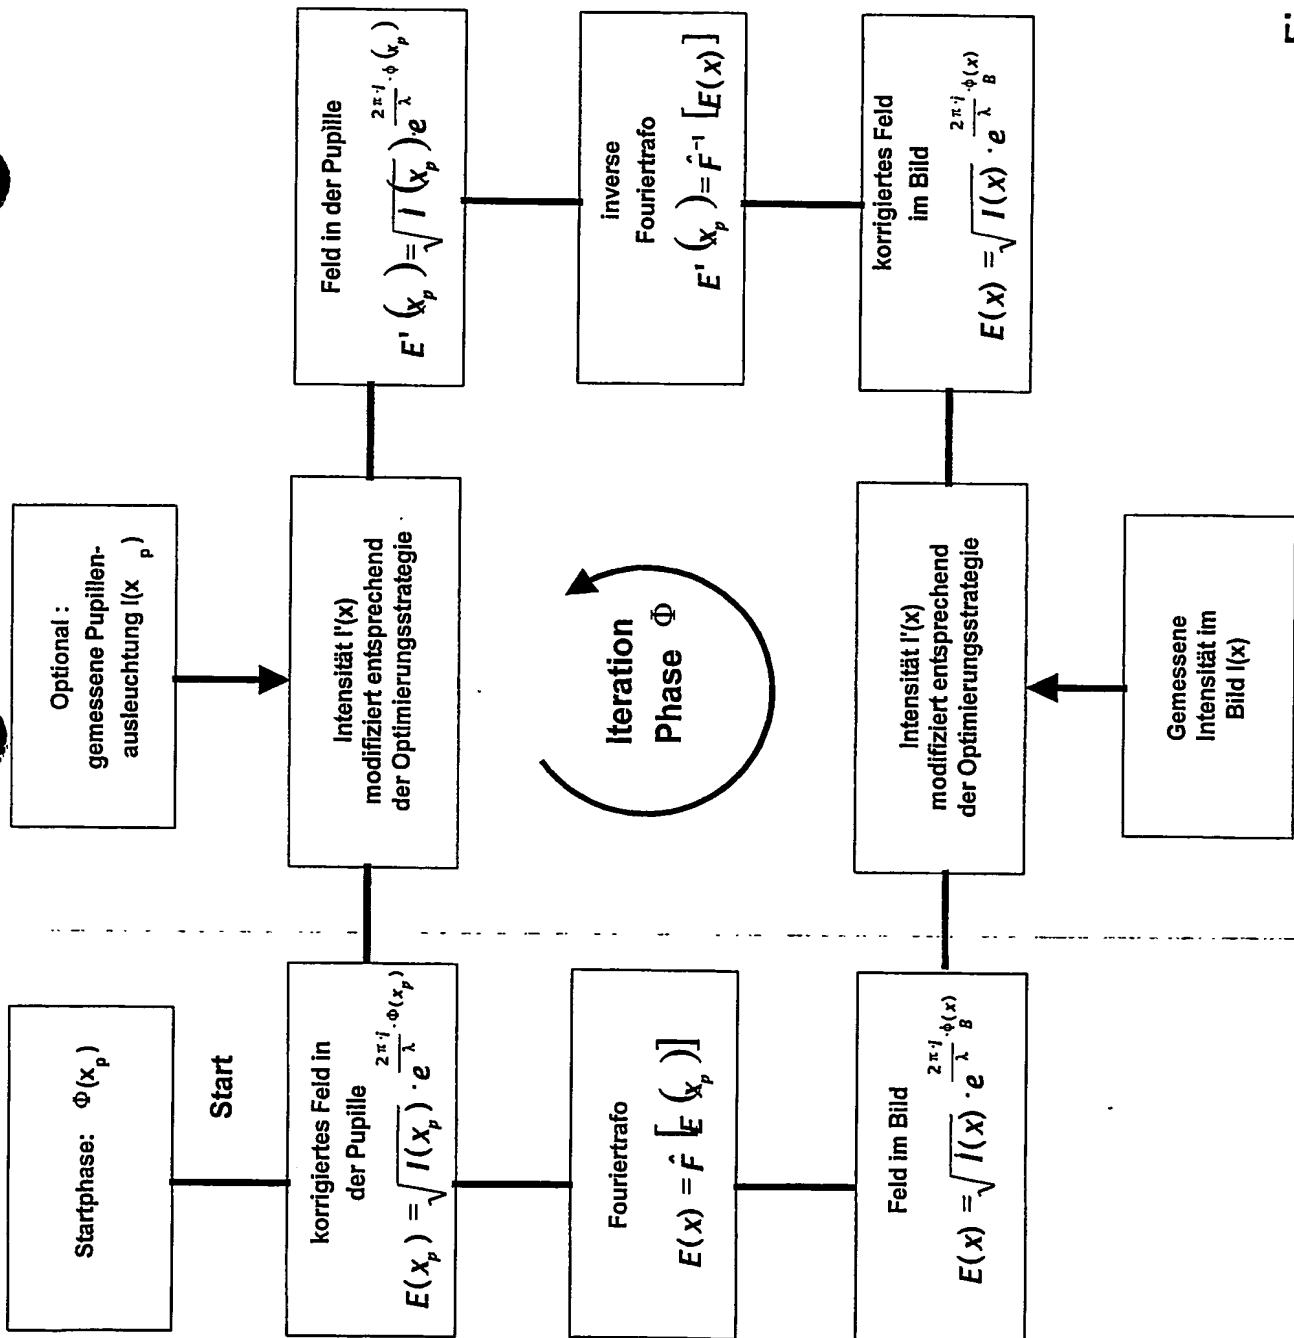 Startphase: Φ(x_p)
Start
korrigiertes Feld in
der Pupille
E(x_p) = √I(x_p) · e^{2π·i/λ · Φ(x_p)}
Fouriertrafo
E(x) = F̂ [E(x_p)]
Feld im Bild
E(x) = √I(x) · e^{2π·i/λ · ϕ_B(x)}
Optional :
gemessene Pupillen-
ausleuchtung I(x_p)
Intensität I'(x)
modifiziert entsprechend
der Optimierungsstrategie
Iteration
Phase Φ
Intensität I'(x)
modifiziert entsprechend
der Optimierungsstrategie
Gemessene
Intensität im
Bild I(x)
Feld in der Pupille
E'(x_p) = √I(x_p) · e^{2π·i/λ · ϕ(x_p)}
inverse
Fouriertrafo
E'(x_p) = F̂⁻¹ [E(x)]
korrigiertes Feld
im Bild
E(x) = √I(x) · e^{2π·i/λ · ϕ_B(x)}